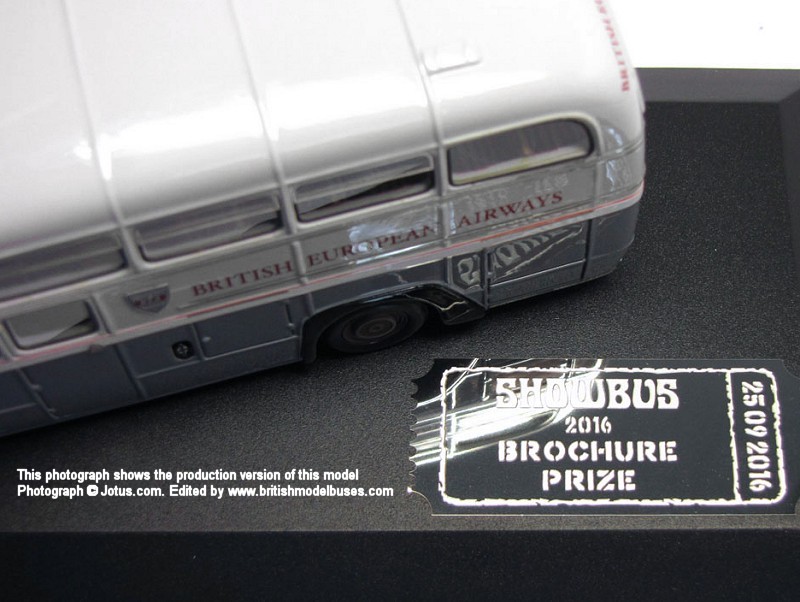 BRITISH EUROPEAN AIRWAYS
BEA
SHOWBUS
2016
BROCHURE
PRIZE
25 09 2016
This photograph shows the production version of this model
Photograph © Jotus.com. Edited by www.britishmodelbuses.com